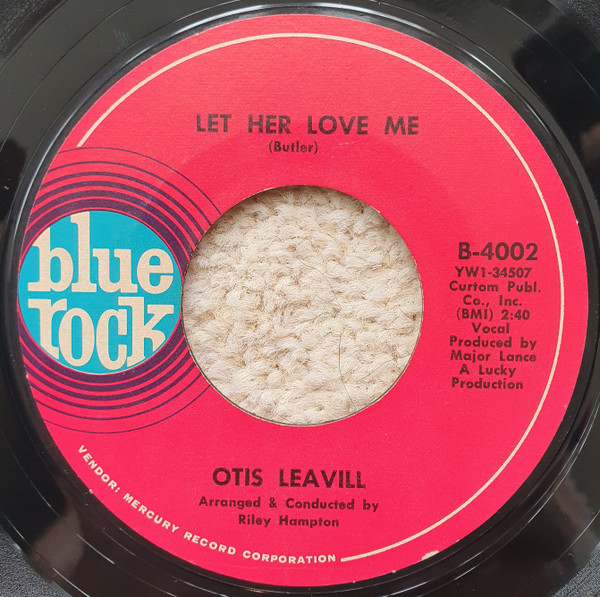 LET HER LOVE ME
(Butler)
blue
rock
B-4002
YW1-34507
Curtom Publ.
Co., Inc.
(BMI) 2:40
Vocal
Produced by
Major Lance
A Lucky
Production
OTIS LEAVILL
Arranged & Conducted by
Riley Hampton
VENDOR: MERCURY RECORD CORPORATION